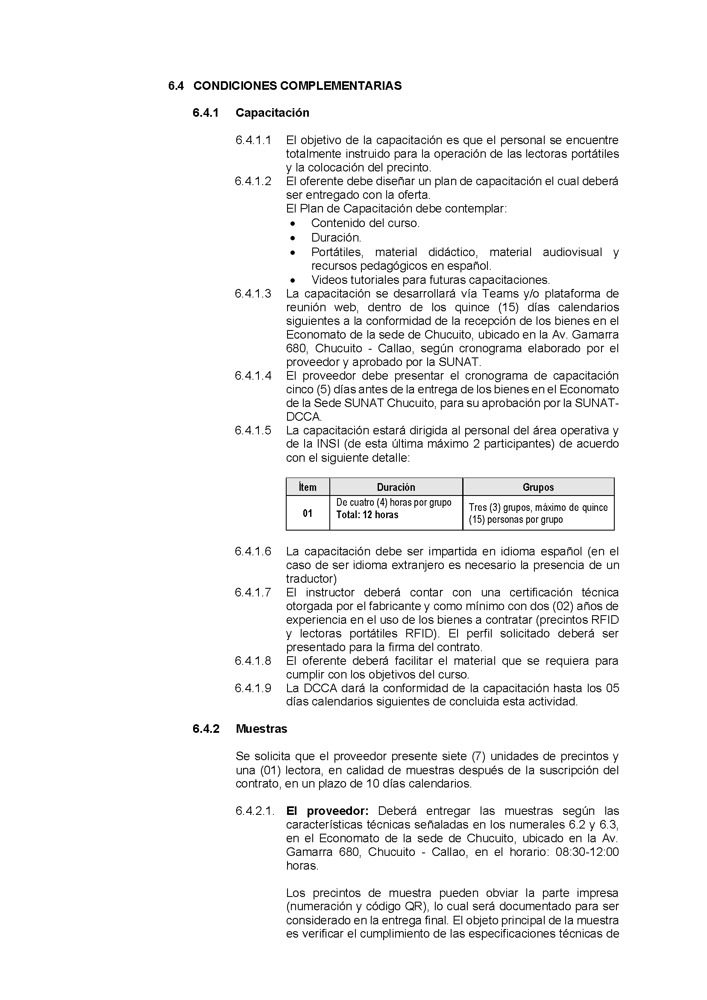 6.4 CONDICIONES COMPLEMENTARIAS
6.4.1 Capacitación
6.4.1.1 El objetivo de la capacitación es que el personal se encuentre
totalmente instruido para la operación de las lectoras portátiles
y la colocación del precinto.
6.4.1.2 El oferente debe diseñar un plan de capacitación el cual deberá
ser entregado con la oferta.
El Plan de Capacitación debe contemplar:
• Contenido del curso.
• Duración.
• Portátiles, material didáctico, material audiovisual y
recursos pedagógicos en español.
• Videos tutoriales para futuras capacitaciones.
6.4.1.3 La capacitación se desarrollará vía Teams y/o plataforma de
reunión web, dentro de los quince (15) días calendarios
siguientes a la conformidad de la recepción de los bienes en el
Economato de la sede de Chucuito, ubicado en la Av. Gamarra
680, Chucuito - Callao, según cronograma elaborado por el
proveedor y aprobado por la SUNAT.
6.4.1.4 El proveedor debe presentar el cronograma de capacitación
cinco (5) días antes de la entrega de los bienes en el Economato
de la Sede SUNAT Chucuito, para su aprobación por la SUNAT-
DCCA.
6.4.1.5 La capacitación estará dirigida al personal del área operativa y
de la INSI (de esta última máximo 2 participantes) de acuerdo
con el siguiente detalle:
Ítem Duración Grupos
01 De cuatro (4) horas por grupo
Total: 12 horas
Tres (3) grupos, máximo de quince
(15) personas por grupo
6.4.1.6 La capacitación debe ser impartida en idioma español (en el
caso de ser idioma extranjero es necesario la presencia de un
traductor)
6.4.1.7 El instructor deberá contar con una certificación técnica
otorgada por el fabricante y como mínimo con dos (02) años de
experiencia en el uso de los bienes a contratar (precintos RFID
y lectoras portátiles RFID). El perfil solicitado deberá ser
presentado para la firma del contrato.
6.4.1.8 El oferente deberá facilitar el material que se requiera para
cumplir con los objetivos del curso.
6.4.1.9 La DCCA dará la conformidad de la capacitación hasta los 05
días calendarios siguientes de concluida esta actividad.
6.4.2 Muestras
Se solicita que el proveedor presente siete (7) unidades de precintos y
una (01) lectora, en calidad de muestras después de la suscripción del
contrato, en un plazo de 10 días calendarios.
6.4.2.1. El proveedor: Deberá entregar las muestras según las
características técnicas señaladas en los numerales 6.2 y 6.3,
en el Economato de la sede de Chucuito, ubicado en la Av.
Gamarra 680, Chucuito - Callao, en el horario: 08:30-12:00
horas.
Los precintos de muestra pueden obviar la parte impresa
(numeración y código QR), lo cual será documentado para ser
considerado en la entrega final. El objeto principal de la muestra
es verificar el cumplimiento de las especificaciones técnicas de